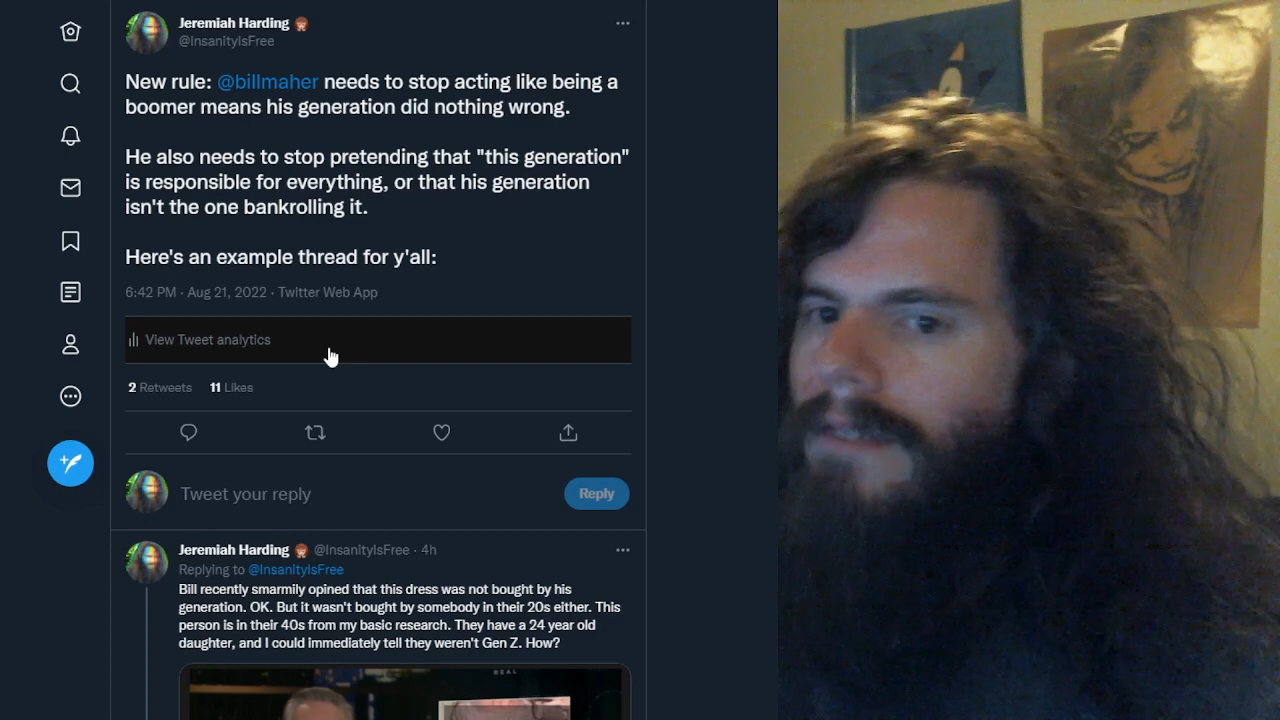 Jeremiah Harding
@InsanityIsFree
New rule: @billmaher needs to stop acting like being a
boomer means his generation did nothing wrong.
He also needs to stop pretending that "this generation"
is responsible for everything, or that his generation
isn't the one bankrolling it.
Here's an example thread for y'all:
6:42 PM · Aug 21, 2022 · Twitter Web App
View Tweet analytics
2 Retweets 11 Likes
Tweet your reply
Reply
Jeremiah Harding @InsanityIsFree · 4h
Replying to @InsanityIsFree
Bill recently smarmily opined that this dress was not bought by his
generation. OK. But it wasn't bought by somebody in their 20s either. This
person is in their 40s from my basic research. They have a 24 year old
daughter, and I could immediately tell they weren't Gen Z. How?
REAL